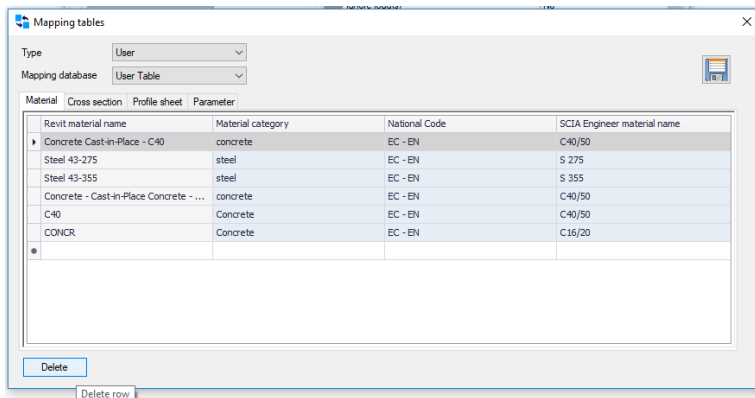 Ignore loads? No
Mapping tables
Type User
Mapping database User Table
Material Cross section Profile sheet Parameter
Revit material name Material category National Code SCIA Engineer material name
Concrete Cast-in-Place - C40 concrete EC - EN C40/50
Steel 43-275 steel EC - EN S 275
Steel 43-355 steel EC - EN S 355
Concrete - Cast-in-Place Concrete - ... concrete EC - EN C40/50
C40 Concrete EC - EN C40/50
CONCR Concrete EC - EN C16/20
Delete
Delete row